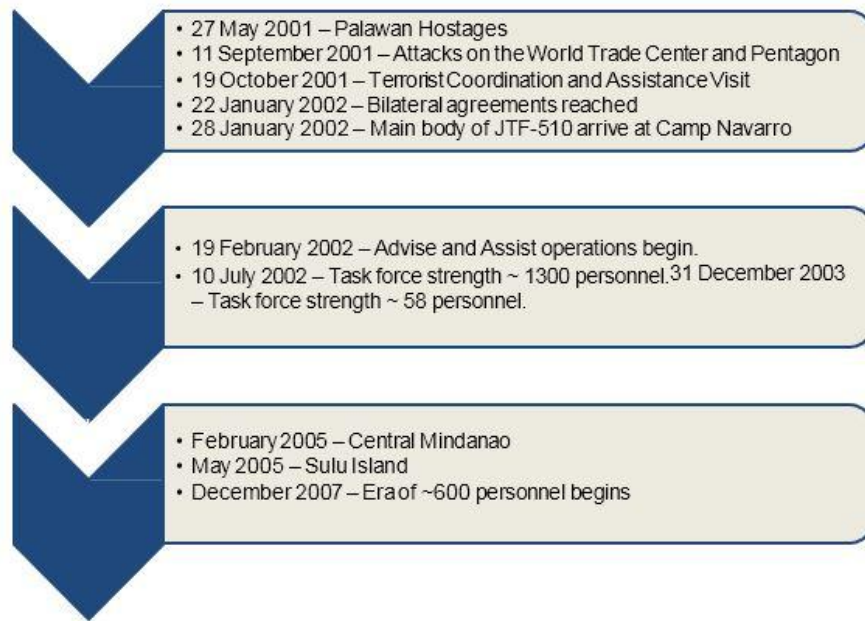 • 27 May 2001 – Palawan Hostages
• 11 September 2001 – Attacks on the World Trade Center and Pentagon
• 19 October 2001 – Terrorist Coordination and Assistance Visit
• 22 January 2002 – Bilateral agreements reached
• 28 January 2002 – Main body of JTF-510 arrive at Camp Navarro
• 19 February 2002 – Advise and Assist operations begin.
• 10 July 2002 – Task force strength ~ 1300 personnel.31 December 2003
– Task force strength ~ 58 personnel.
• February 2005 – Central Mindanao
• May 2005 – Sulu Island
• December 2007 – Era of ~600 personnel begins